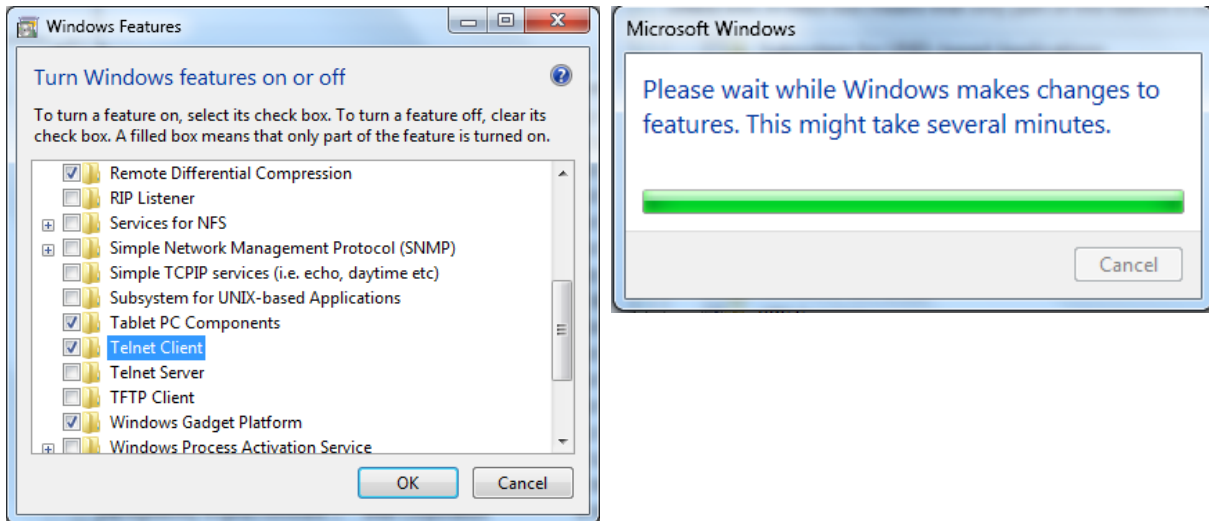 Windows Features
Turn Windows features on or off
To turn a feature on, select its check box. To turn a feature off, clear its
check box. A filled box means that only part of the feature is turned on.
Remote Differential Compression
RIP Listener
Services for NFS
Simple Network Management Protocol (SNMP)
Simple TCPIP services (i.e. echo, daytime etc)
Subsystem for UNIX-based Applications
Tablet PC Components
Telnet Client
Telnet Server
TFTP Client
Windows Gadget Platform
Windows Process Activation Service
OK
Cancel
Microsoft Windows
Please wait while Windows makes changes to
features. This might take several minutes.
Cancel